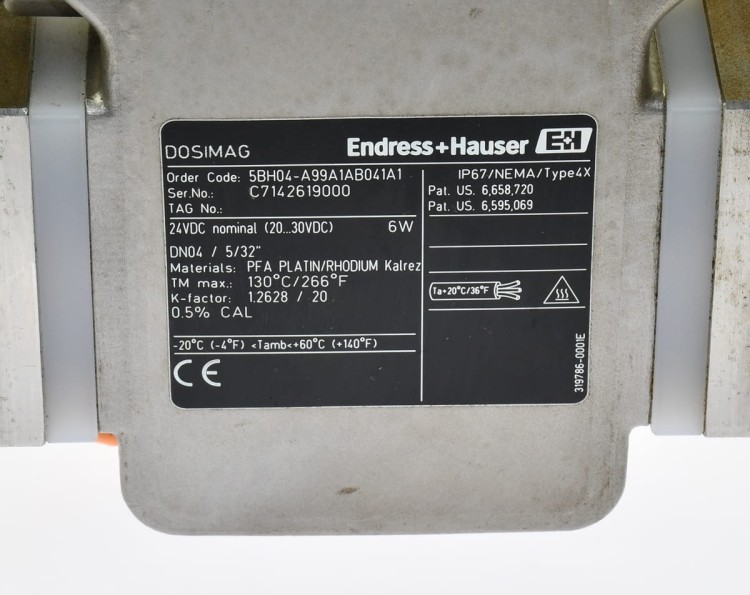 DOSIMAG
Endress+Hauser E+H
Order Code: 5BH04-A99A1AB041A1
Ser.No.: C7142619000
TAG No.:
IP67/NEMA/Type4X
Pat. US. 6,658,720
Pat. US. 6,595,069
24VDC nominal (20...30VDC) 6W
DN04 / 5/32"
Materials: PFA PLATIN/RHODIUM Kalrez
TM max.: 130°C/266°F
K-factor: 1.2628 / 20
0.5% CAL
Ta+20°C/36°F
-20°C (-4°F) <Tamb<+60°C (+140°F)
CE
319786-0001E